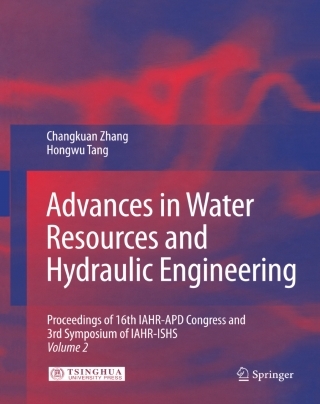 Changkuan Zhang
Hongwu Tang
Advances in Water
Resources and
Hydraulic Engineering
Proceedings of 16th IAHR-APD Congress and
3rd Symposium of IAHR-ISHS
Volume 2
TSINGHUA
UNIVERSITY PRESS
Springer